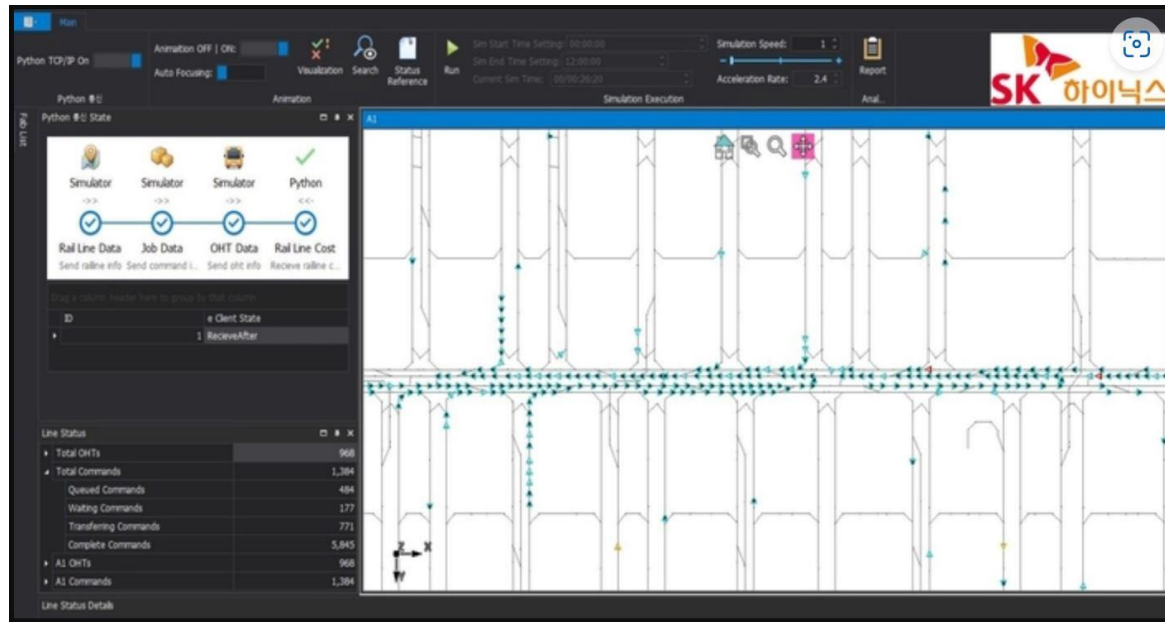 Main
Python TCP/IP On
Animation OFF | ON:
Auto Focusing:
Visualization
Search
Status Reference
Run
Sim Start Time Setting: 00:00:00
Sim End Time Setting: 12:00:00
Current Sim Time: 00/00:26:20
Simulation Speed: 1
Acceleration Rate: 2.4
Report
SK 하이닉스
Python 통신
Animation
Simulation Execution
Anal...
Fab List
Python 통신 State
A1
Simulator
Simulator
Simulator
Python
->>
->>
->>
<<-
Rail Line Data
Job Data
OHT Data
Rail Line Cost
Send railine info
Send command i...
Send oht info
Recieve railine c...
Drag a column header here to group by that column
ID
e Client State
1 RecieveAfter
Line Status
Total OHTs 968
Total Commands 1,384
Queued Commands 484
Waiting Commands 177
Transferring Commands 771
Complete Commands 5,845
A1 OHTs 968
A1 Commands 1,384
Line Status Details
Z
X
Y